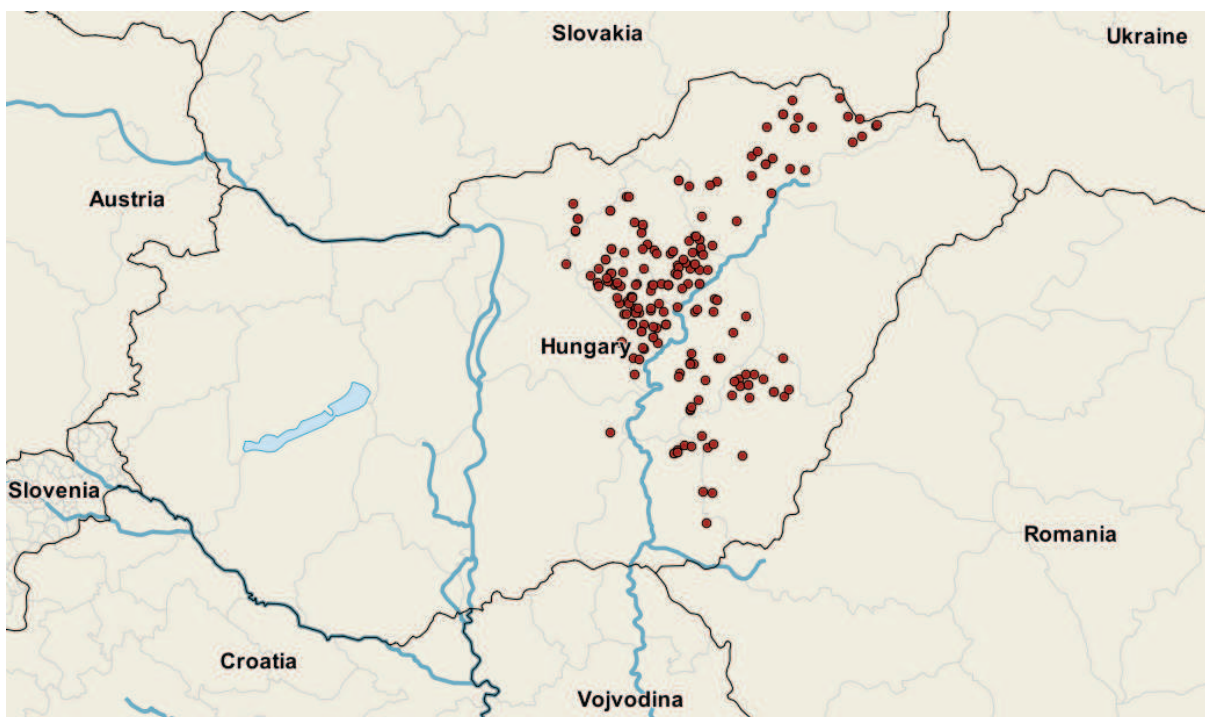 Slovakia
Ukraine
Austria
Hungary
Slovenia
Romania
Croatia
Vojvodina